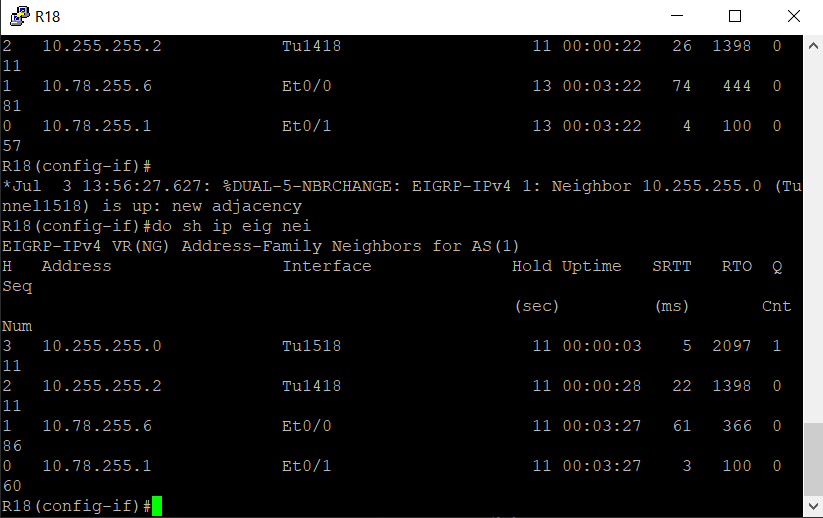 R18
2   10.255.255.2            Tu1418                   11 00:00:22   26  1398  0
11
1   10.78.255.6             Et0/0                    13 00:03:22   74   444  0
81
0   10.78.255.1             Et0/1                    13 00:03:22    4   100  0
57
R18(config-if)#
*Jul  3 13:56:27.627: %DUAL-5-NBRCHANGE: EIGRP-IPv4 1: Neighbor 10.255.255.0 (Tu
nnel1518) is up: new adjacency
R18(config-if)#do sh ip eig nei
EIGRP-IPv4 VR(NG) Address-Family Neighbors for AS(1)
H   Address                 Interface              Hold Uptime   SRTT   RTO  Q
Seq
(sec)         (ms)       Cnt
Num
3   10.255.255.0            Tu1518                   11 00:00:03    5  2097  1
11
2   10.255.255.2            Tu1418                   11 00:00:28   22  1398  0
11
1   10.78.255.6             Et0/0                    11 00:03:27   61   366  0
86
0   10.78.255.1             Et0/1                    11 00:03:27    3   100  0
60
R18(config-if)#